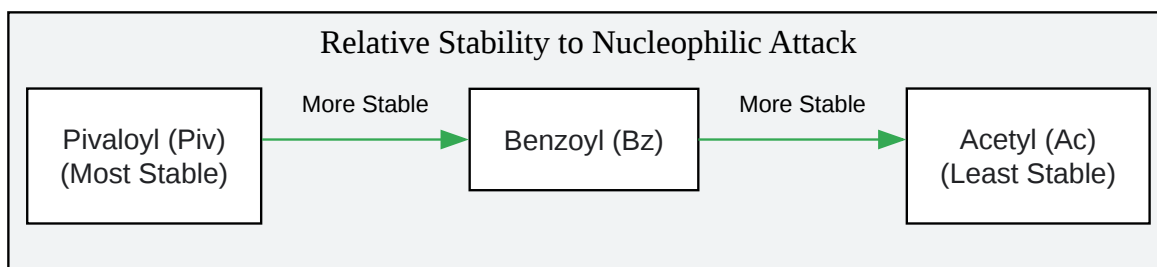 Relative Stability to Nucleophilic Attack
More Stable
More Stable
Pivaloyl (Piv)
(Most Stable)
Benzoyl (Bz)
Acetyl (Ac)
(Least Stable)